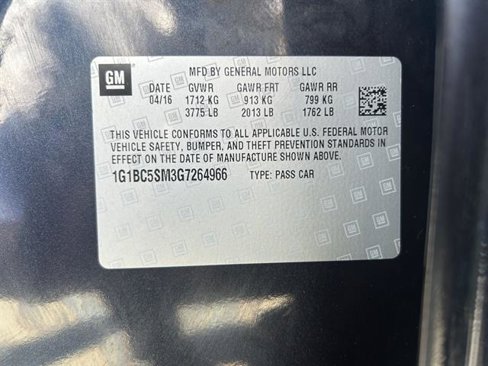 GM
MFD BY GENERAL MOTORS LLC
DATE GVWR GAWR FRT GAWR RR
04/16 1712 KG 913 KG 799 KG
3775 LB 2013 LB 1762 LB
THIS VEHICLE CONFORMS TO ALL APPLICABLE U.S. FEDERAL MOTOR
VEHICLE SAFETY, BUMPER, AND THEFT PREVENTION STANDARDS IN
EFFECT ON THE DATE OF MANUFACTURE SHOWN ABOVE.
1G1BC5SM3G7264966 TYPE: PASS CAR